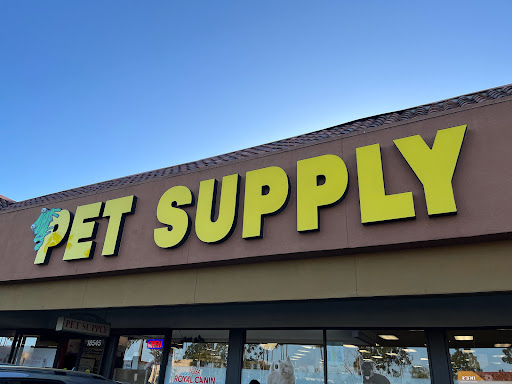 PET SUPPLY
PET SUPPLY
18545
ROYAL CANIN